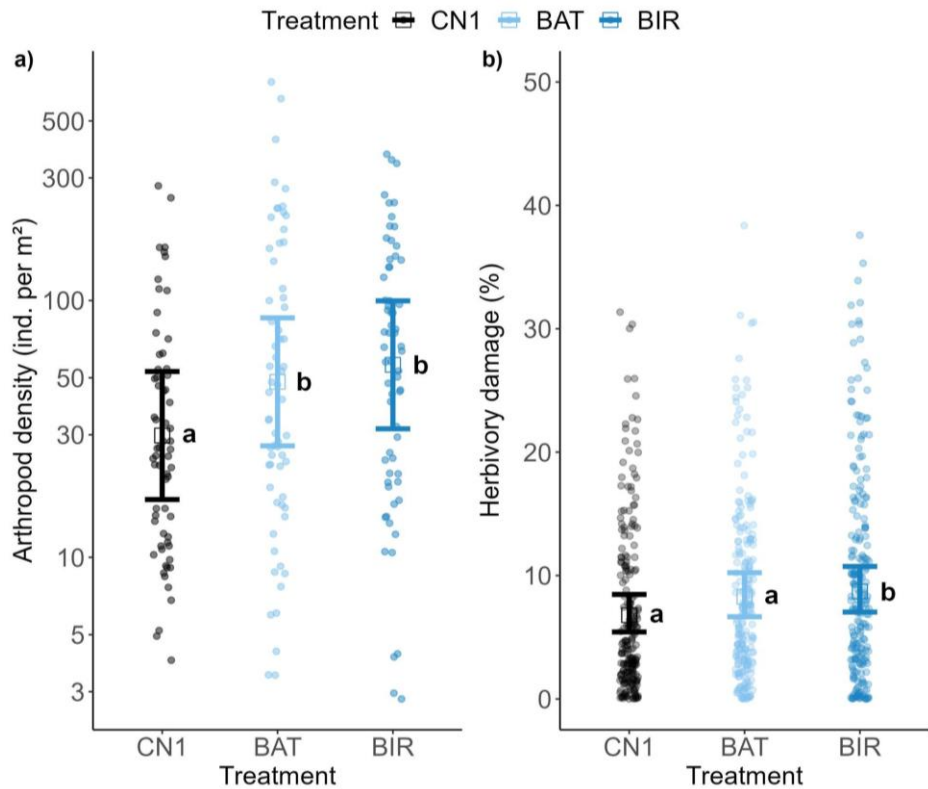 Treatment CN1 BAT BIR
a)
Arthropod density (ind. per m²)
500
300
100
50
30
10
5
3
a
b
b
CN1 BAT BIR
Treatment
b)
Herbivory damage (%)
50
40
30
20
10
0
a
a
b
CN1 BAT BIR
Treatment